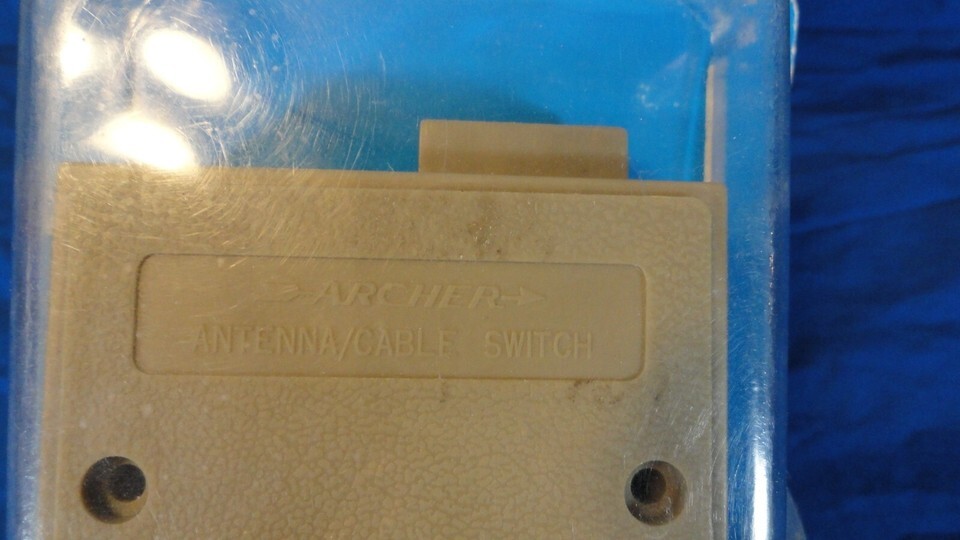 ARCHER
ANTENNA/CABLE SWITCH